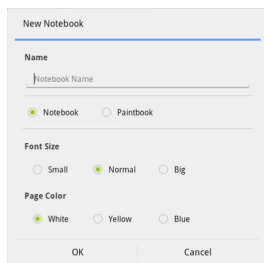 New Notebook
Name
Notebook Name
Notebook Paintbook
Font Size
Small Normal Big
Page Color
White Yellow Blue
OK Cancel